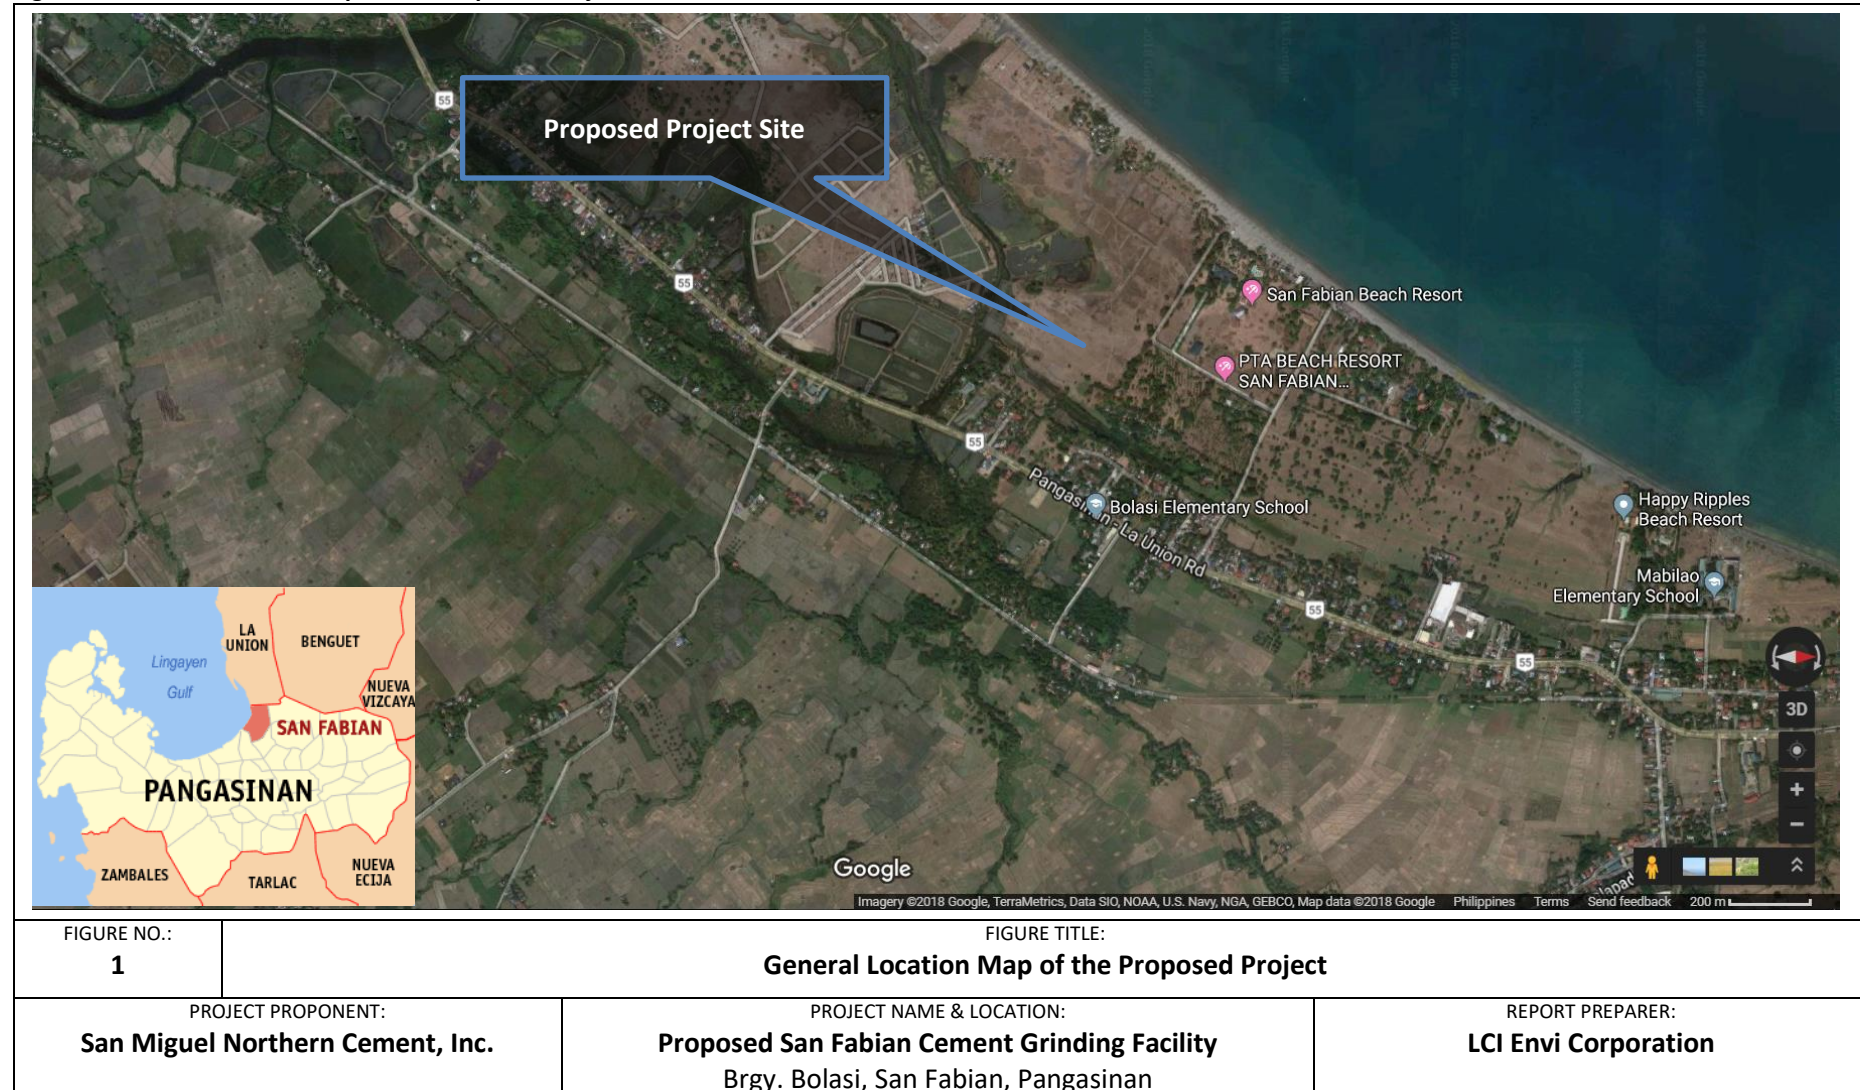 55
Proposed Project Site
55
San Fabian Beach Resort
PTA BEACH RESORT
SAN FABIAN...
55
Pangasinan - La Union Rd
Bolasi Elementary School
Happy Ripples
Beach Resort
Mabilao
Elementary School
55
55
LA
UNION
BENGUET
Lingayen
Gulf
NUEVA
VIZCAYA
SAN FABIAN
PANGASINAN
ZAMBALES
TARLAC
NUEVA
ECIJA
3D
+
−
Google
Imagery ©2018 Google, TerraMetrics, Data SIO, NOAA, U.S. Navy, NGA, GEBCO, Map data ©2018 Google Philippines Terms Send feedback 200 m
FIGURE NO.:
1
FIGURE TITLE:
General Location Map of the Proposed Project
PROJECT PROPONENT:
San Miguel Northern Cement, Inc.
PROJECT NAME & LOCATION:
Proposed San Fabian Cement Grinding Facility
Brgy. Bolasi, San Fabian, Pangasinan
REPORT PREPARER:
LCI Envi Corporation